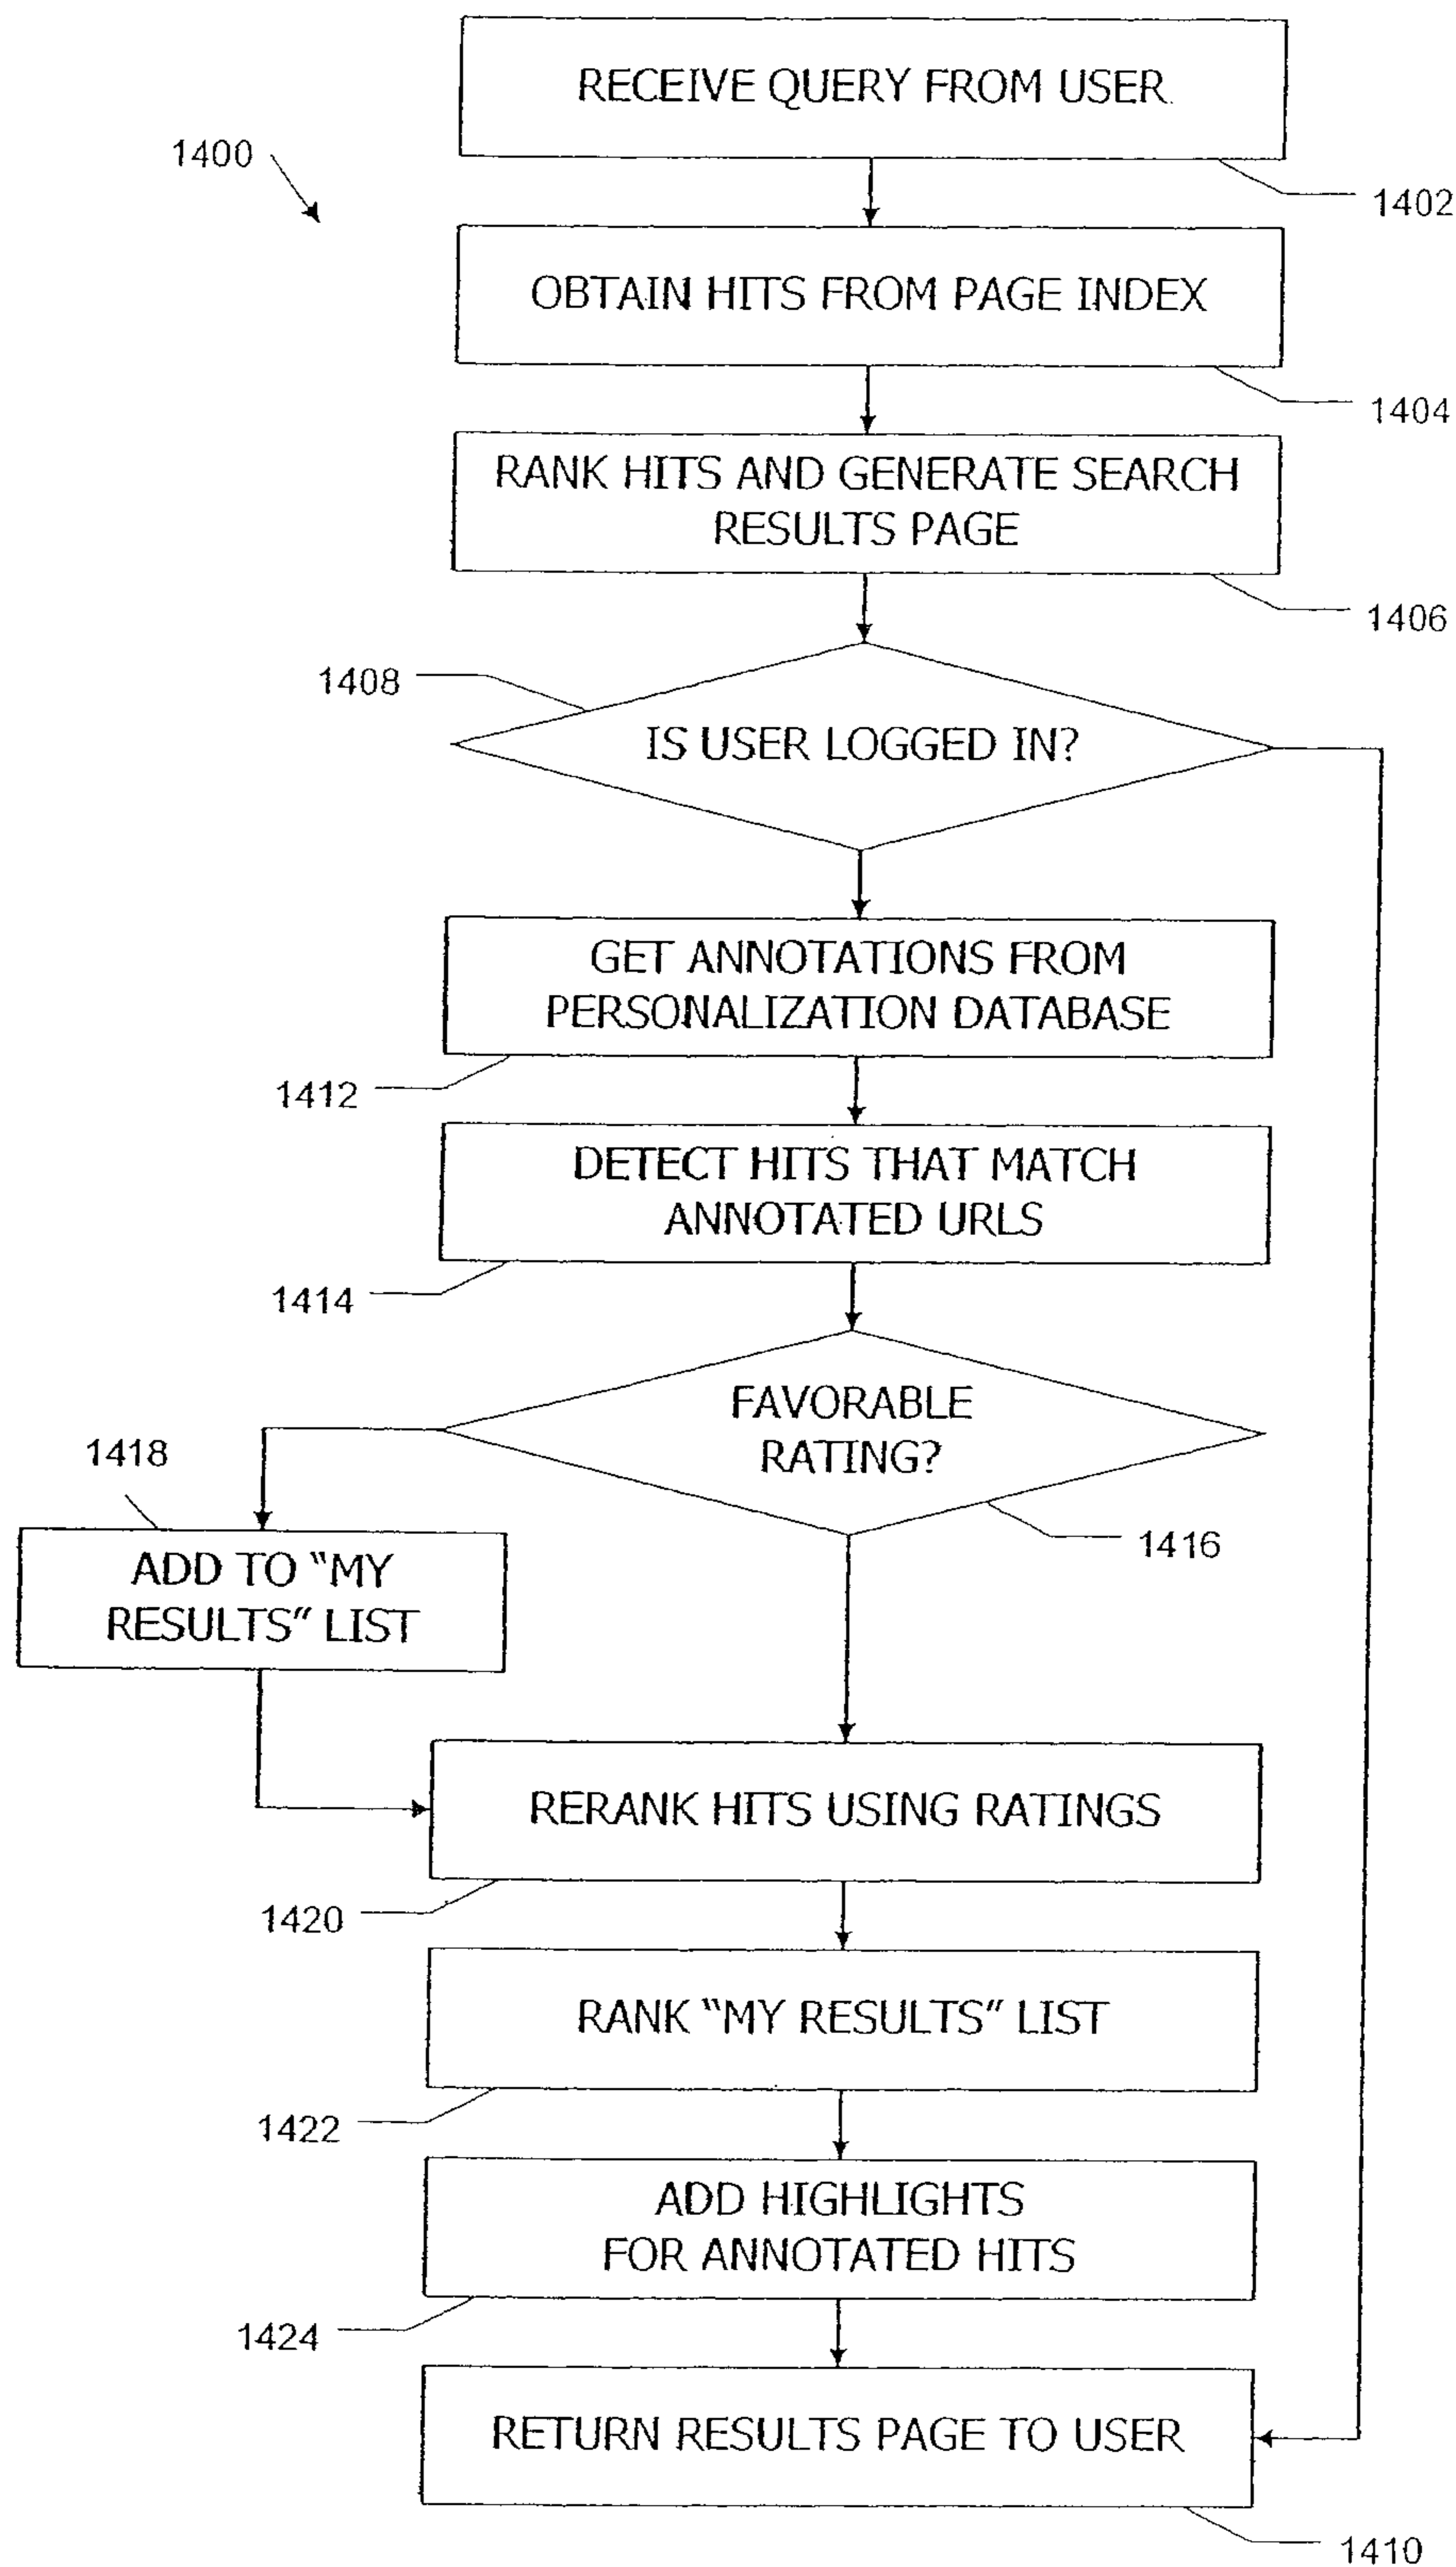 RECEIVE QUERY FROM USER
1400
1402
OBTAIN HITS FROM PAGE INDEX
1404
RANK HITS AND GENERATE SEARCH
RESULTS PAGE
1406
1408
IS USER LOGGED IN?
GET ANNOTATIONS FROM
PERSONALIZATION DATABASE
1412
DETECT HITS THAT MATCH
ANNOTATED URLS
1414
FAVORABLE
RATING?
1418
1416
ADD TO “MY
RESULTS” LIST
RERANK HITS USING RATINGS
1420
RANK “MY RESULTS” LIST
1422
ADD HIGHLIGHTS
FOR ANNOTATED HITS
1424
RETURN RESULTS PAGE TO USER
1410